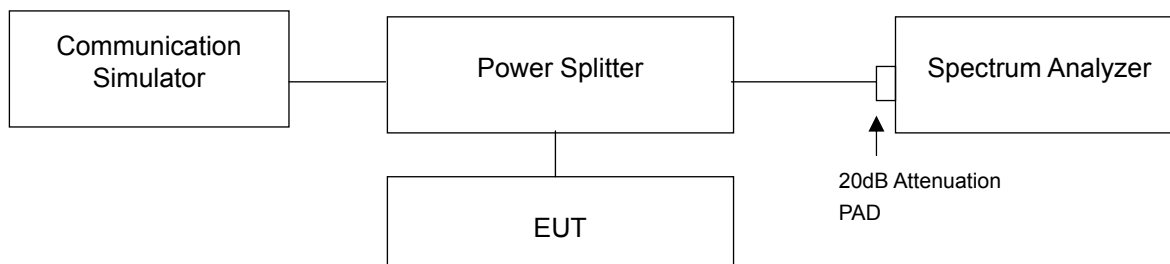 Communication
Simulator
Power Splitter
Spectrum Analyzer
20dB Attenuation
PAD
EUT